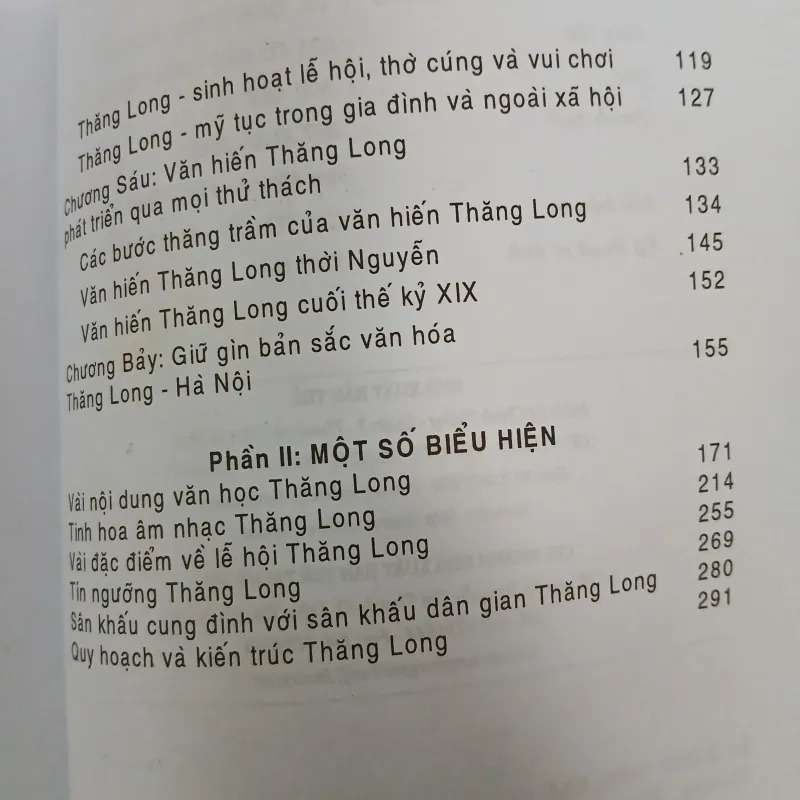 Thăng Long - sinh hoạt lễ hội, thờ cúng và vui chơi 119
Thăng Long - mỹ tục trong gia đình và ngoài xã hội 127
Chương Sáu: Văn hiến Thăng Long
phát triển qua mọi thử thách 133
Các bước thăng trầm của văn hiến Thăng Long 134
Văn hiến Thăng Long thời Nguyễn 145
Văn hiến Thăng Long cuối thế kỷ XIX 152
Chương Bảy: Giữ gìn bản sắc văn hóa
Thăng Long - Hà Nội 155
Phần II: MỘT SỐ BIỂU HIỆN
Vài nội dung văn học Thăng Long 171
Tinh hoa âm nhạc Thăng Long 214
Vài đặc điểm về lễ hội Thăng Long 255
Tín ngưỡng Thăng Long 269
Sân khấu cung đình với sân khấu dân gian Thăng Long 280
Quy hoạch và kiến trúc Thăng Long 291